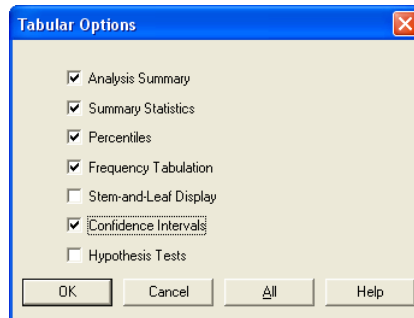 Tabular Options
Analysis Summary
Summary Statistics
Percentiles
Frequency Tabulation
Stem-and-Leaf Display
Confidence Intervals
Hypothesis Tests
OK Cancel All Help